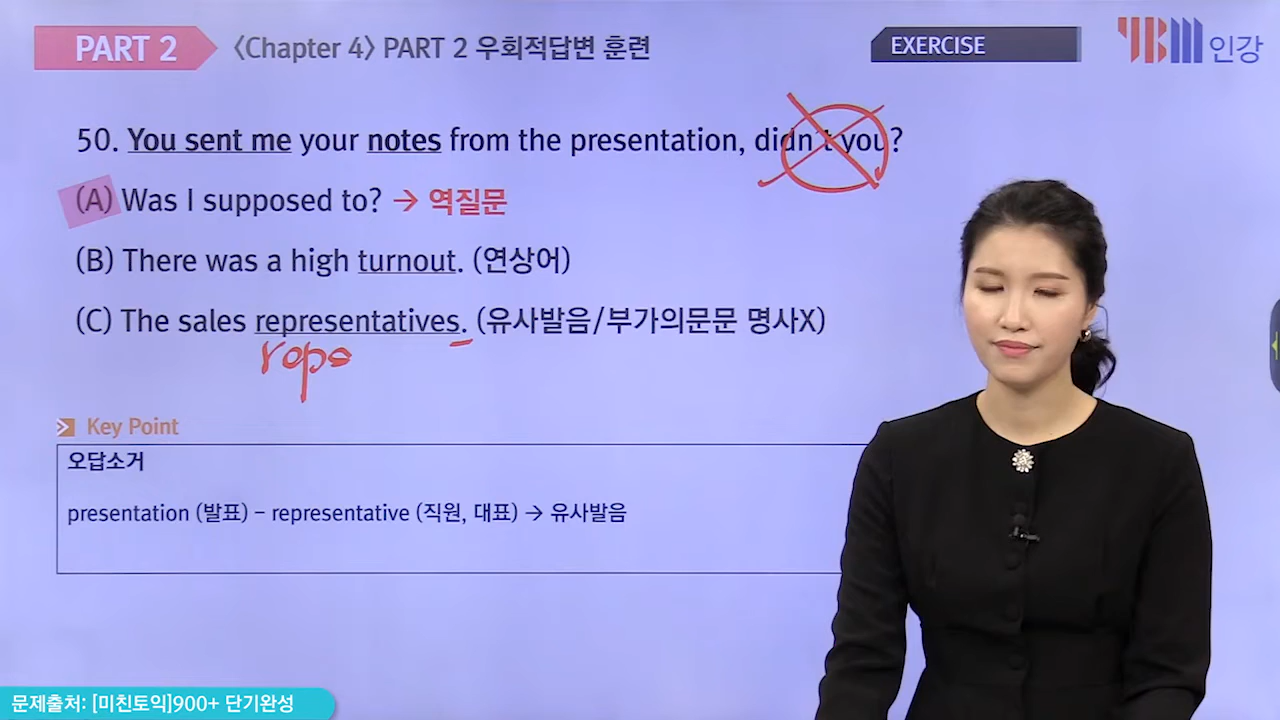 PART 2
〈Chapter 4〉 PART 2 우회적답변 훈련
EXERCISE
YBM 인강
50. You sent me your notes from the presentation, didn't you?
(A) Was I supposed to? → 역질문
(B) There was a high turnout. (연상어)
(C) The sales representatives. (유사발음/부가의문문 명사X)
Key Point
오답소거
presentation (발표) – representative (직원, 대표) → 유사발음
문제출처: [미친토익]900+ 단기완성